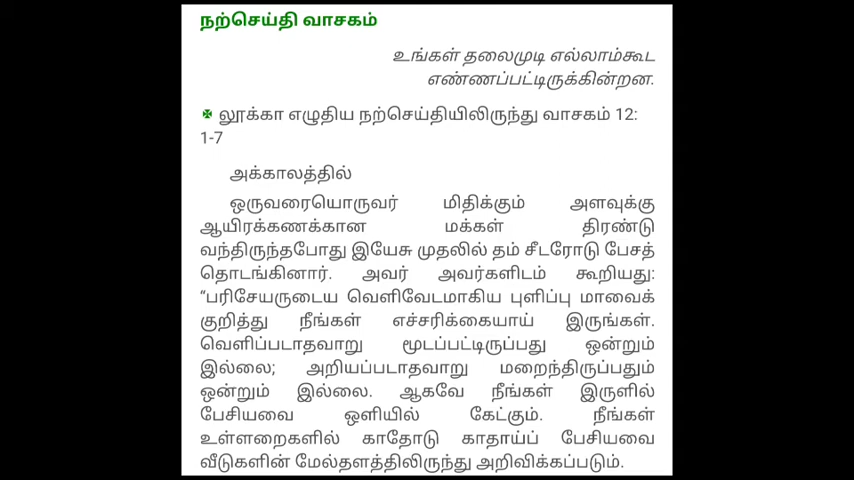 நற்செய்தி வாசகம்
உங்கள் தலைமுடி எல்லாம்கூட
எண்ணப்பட்டிருக்கின்றன.
✠ லூக்கா எழுதிய நற்செய்தியிலிருந்து வாசகம் 12:
1-7
அக்காலத்தில்
ஒருவரையொருவர் மிதிக்கும் அளவுக்கு
ஆயிரக்கணக்கான மக்கள் திரண்டு
வந்திருந்தபோது இயேசு முதலில் தம் சீடரோடு பேசத்
தொடங்கினார். அவர் அவர்களிடம் கூறியது:
“பரிசேயருடைய வெளிவேடமாகிய புளிப்பு மாவைக்
குறித்து நீங்கள் எச்சரிக்கையாய் இருங்கள்.
வெளிப்படாதவாறு மூடப்பட்டிருப்பது ஒன்றும்
இல்லை; அறியப்படாதவாறு மறைந்திருப்பதும்
ஒன்றும் இல்லை. ஆகவே நீங்கள் இருளில்
பேசியவை ஒளியில் கேட்கும். நீங்கள்
உள்ளறைகளில் காதோடு காதாய்ப் பேசியவை
வீடுகளின் மேல்தளத்திலிருந்து அறிவிக்கப்படும்.